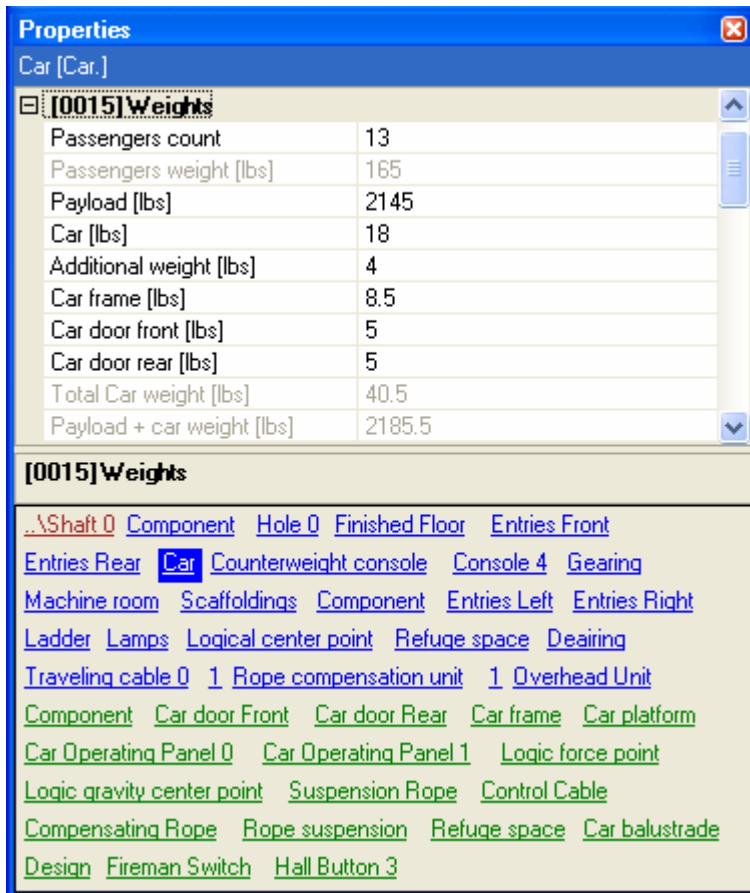 Properties
Car [Car.]
[0015] Weights
Passengers count 13
Passengers weight [lbs] 165
Payload [lbs] 2145
Car [lbs] 18
Additional weight [lbs] 4
Car frame [lbs] 8.5
Car door front [lbs] 5
Car door rear [lbs] 5
Total Car weight [lbs] 40.5
Payload + car weight [lbs] 2185.5
[0015] Weights
..\Shaft 0 Component Hole 0 Finished Floor Entries Front
Entries Rear Car Counterweight console Console 4 Gearing
Machine room Scaffoldings Component Entries Left Entries Right
Ladder Lamps Logical center point Refuge space Deairing
Traveling cable 0 1 Rope compensation unit 1 Overhead Unit
Component Car door Front Car door Rear Car frame Car platform
Car Operating Panel 0 Car Operating Panel 1 Logic force point
Logic gravity center point Suspension Rope Control Cable
Compensating Rope Rope suspension Refuge space Car balustrade
Design Fireman Switch Hall Button 3